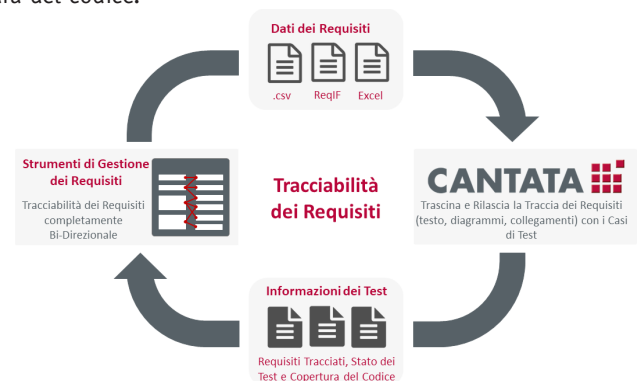 del codice.
Dati dei Requisiti
.csv ReqIF Excel
Strumenti di Gestione
dei Requisiti
Tracciabilità dei Requisiti
completamente
Bi-Direzionale
Tracciabilità
dei Requisiti
CANTATA
Trascina e Rilascia la Traccia dei Requisiti
(testo, diagrammi, collegamenti) con i Casi
di Test
Informazioni dei Test
Requisiti Tracciati, Stato dei
Test e Copertura del Codice